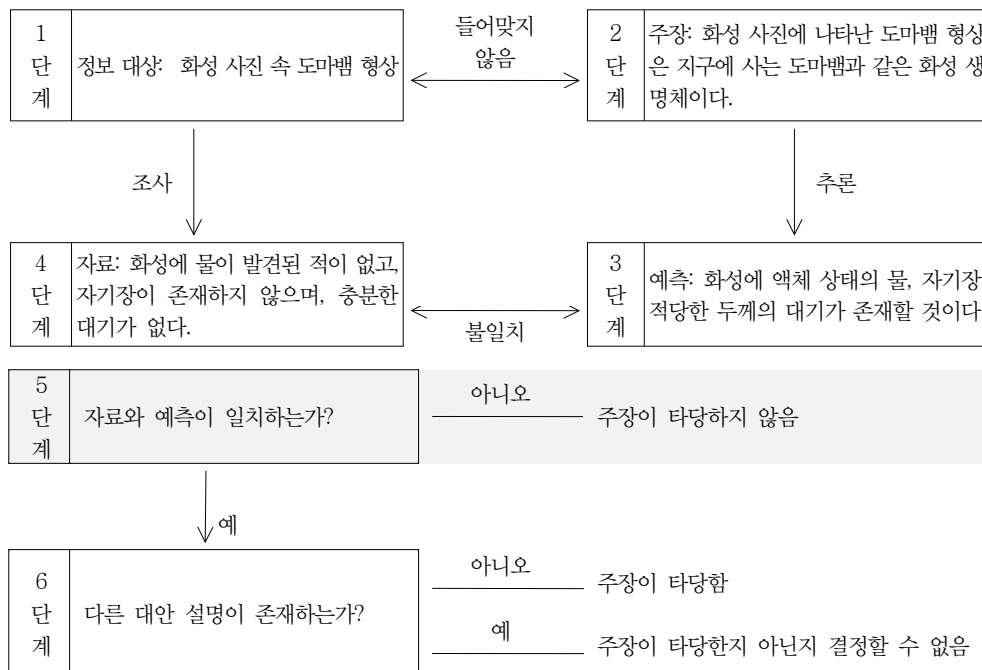 1
단
계
정보 대상: 화성 사진 속 도마뱀 형상
들어맞지
않음
2
단
계
주장: 화성 사진에 나타난 도마뱀 형상
은 지구에 사는 도마뱀과 같은 화성 생
명체이다.
조사
추론
4
단
계
자료: 화성에 물이 발견된 적이 없고,
자기장이 존재하지 않으며, 충분한
대기가 없다.
불일치
3
단
계
예측: 화성에 액체 상태의 물, 자기장,
적당한 두께의 대기가 존재할 것이다
5
단
계
자료와 예측이 일치하는가?
아니오
주장이 타당하지 않음
예
6
단
계
다른 대안 설명이 존재하는가?
아니오
주장이 타당함
예
주장이 타당한지 아닌지 결정할 수 없음